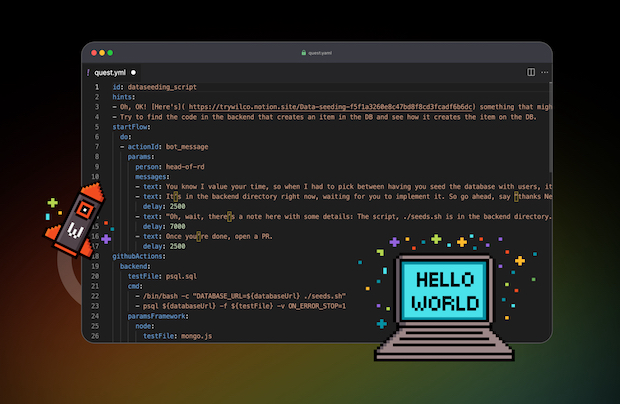 quest.yaml
! quest.yml
1 id: dataseeding_script
2 hints:
3 - Oh, OK! [Here's]( https://trywilco.notion.site/Data-seeding-f5f1a3260e8c47bd8f8cd3fcadf6b6dc) something that migh
4 - Try to find the code in the backend that creates an item in the DB and see how it creates the item on the DB.
5 startFlow:
6 do:
7 - actionId: bot_message
8 params:
9 person: head-of-rd
10 messages:
- text: You know I value your time, so when I had to pick between having you seed the database with users, it
- text: It's in the backend directory right now, waiting for you to implement it. So go ahead, say "thanks Ne
delay: 2500
- text: "Oh, wait, there's a note here with some details: The script, ./seeds.sh is in the backend directory.
delay: 7000
- text: Once you're done, open a PR.
17 delay: 2500
18 githubActions:
19 backend:
20 testFile: psql.sql
21 cmd:
22 - /bin/bash -c "DATABASE_URL=${databaseUrl} ./seeds.sh"
23 - psql ${databaseUrl} -f ${testFile} -v ON_ERROR_STOP=1
24 paramsFramework:
25 node:
26 testFile: mongo.js
W
HELLO
WORLD